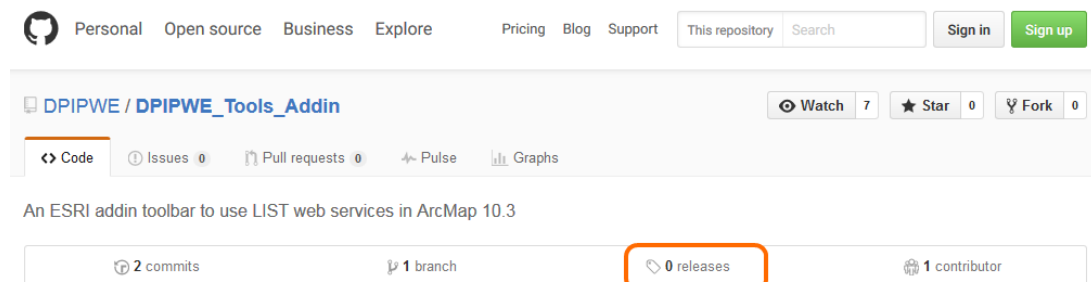 Personal Open source Business Explore Pricing Blog Support This repository Search Sign in Sign up
DPIPWE / DPIPWE_Tools_Addin Watch 7 Star 0 Fork 0
<> Code Issues 0 Pull requests 0 Pulse Graphs
An ESRI addin toolbar to use LIST web services in ArcMap 10.3
2 commits 1 branch 0 releases 1 contributor